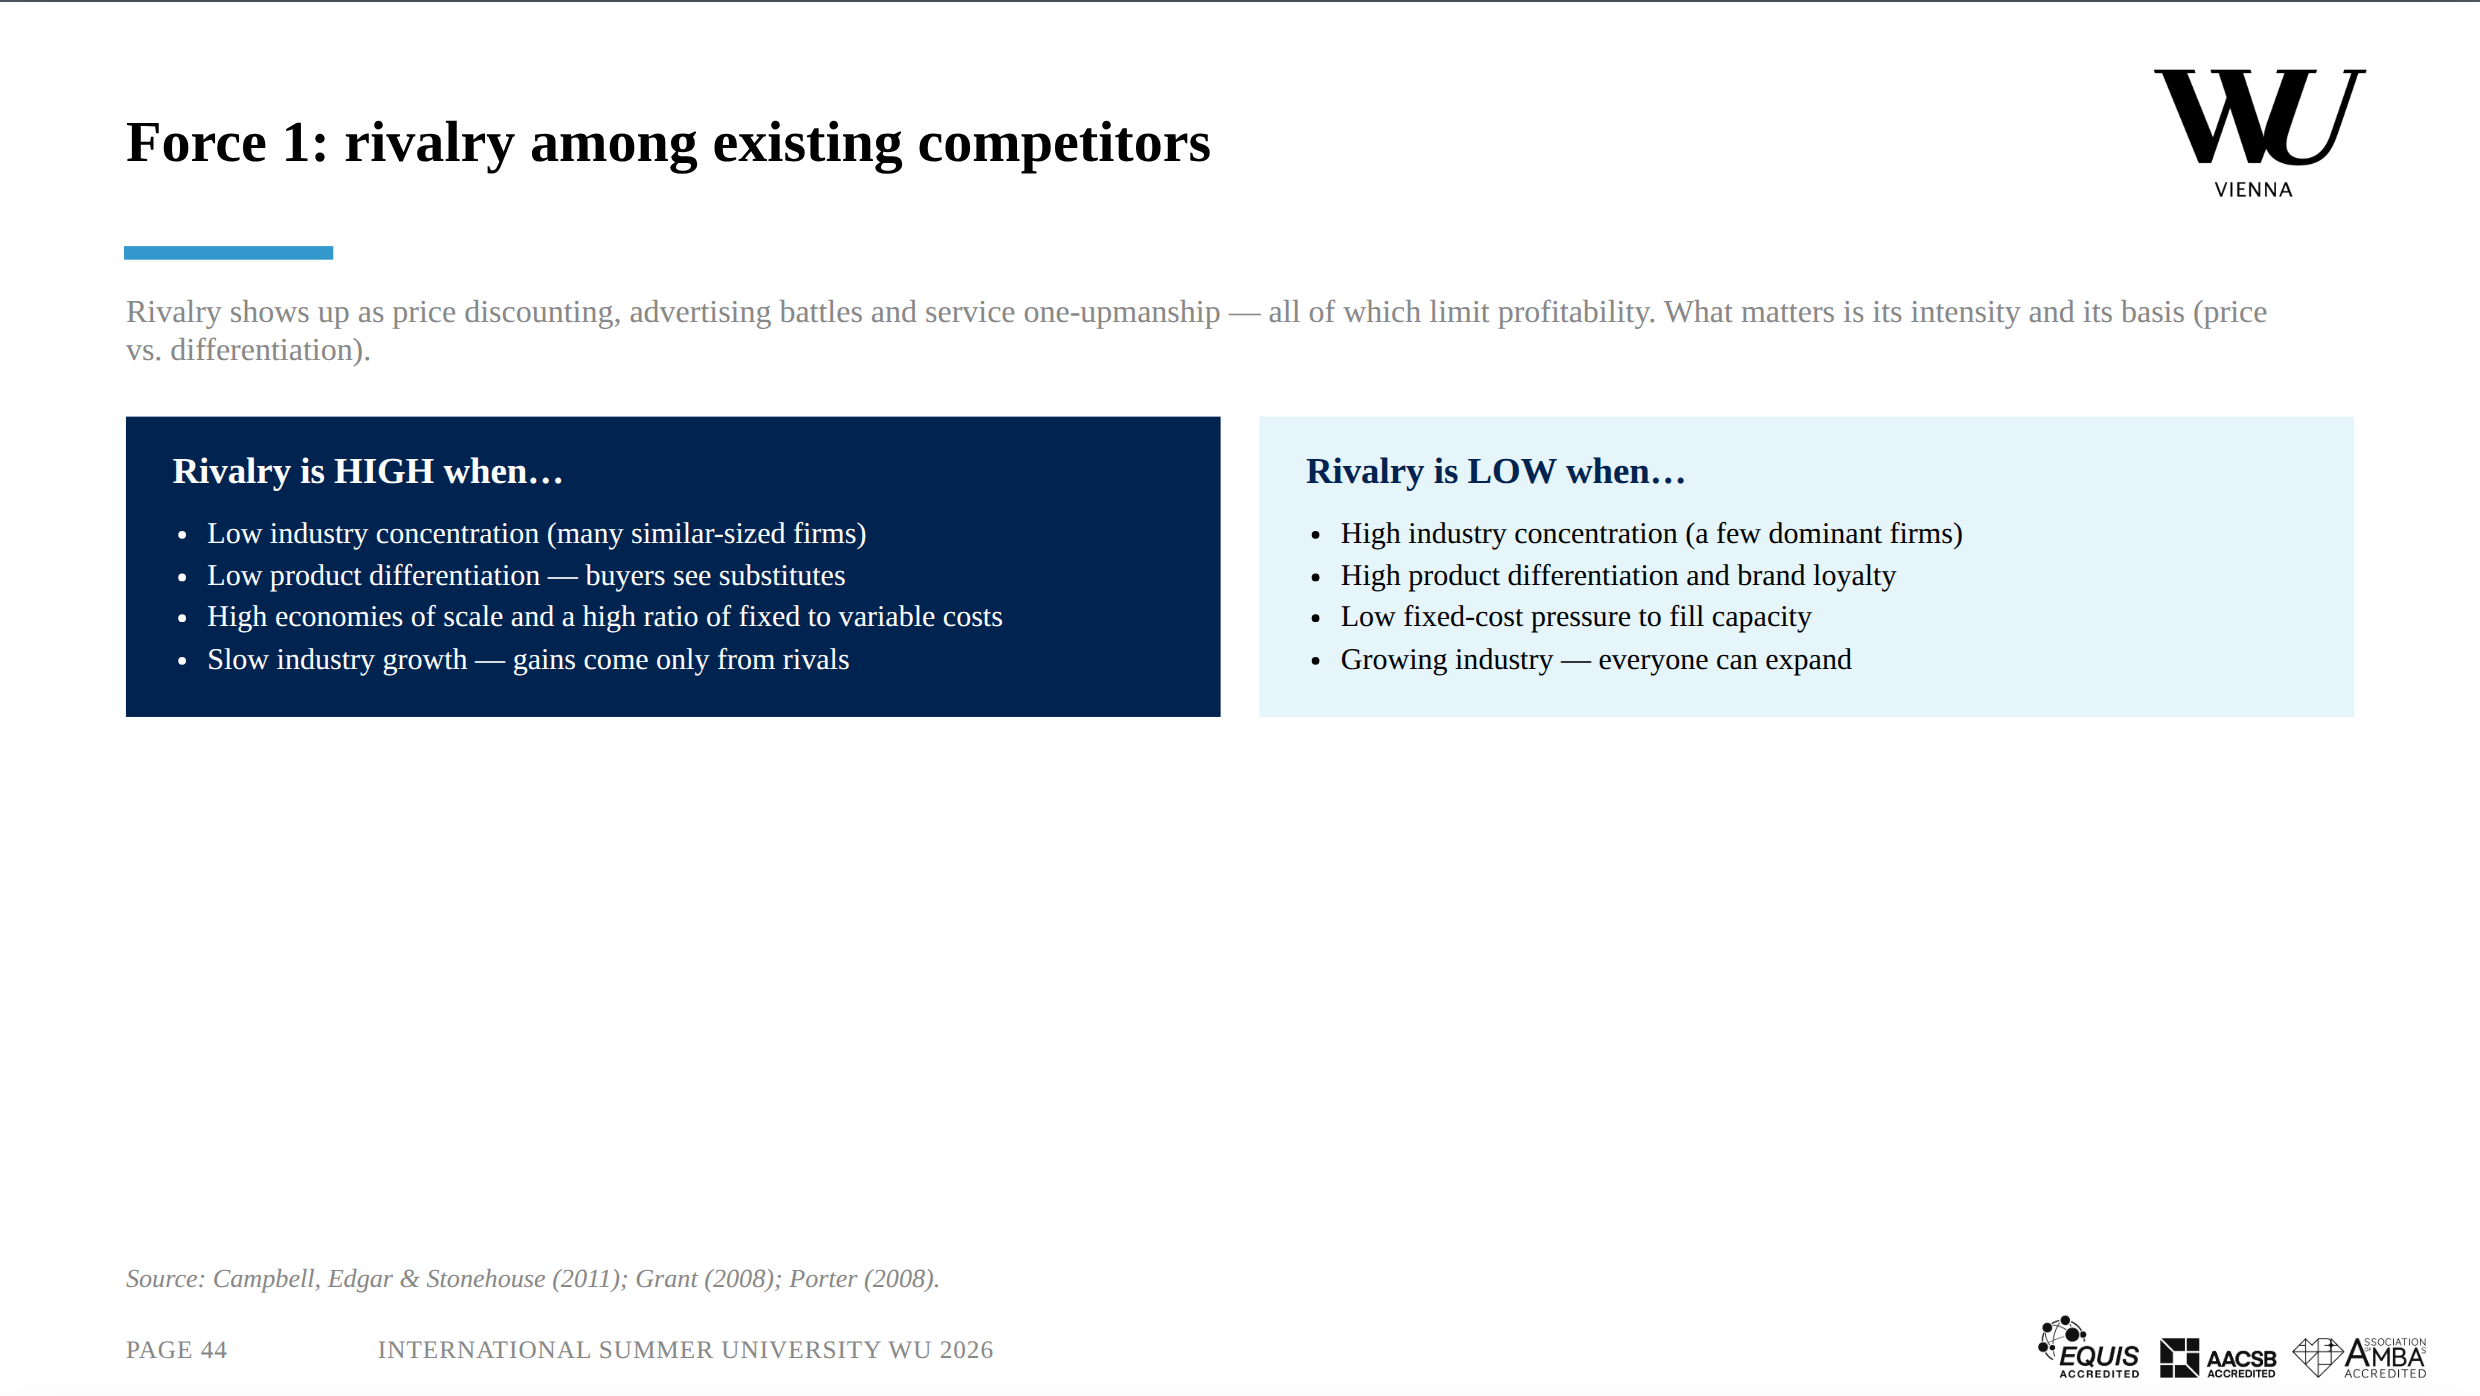 Force 1: rivalry among existing competitors
WU
VIENNA
Rivalry shows up as price discounting, advertising battles and service one-upmanship — all of which limit profitability. What matters is its intensity and its basis (price
vs. differentiation).
Rivalry is HIGH when…
• Low industry concentration (many similar-sized firms)
• Low product differentiation — buyers see substitutes
• High economies of scale and a high ratio of fixed to variable costs
• Slow industry growth — gains come only from rivals
Rivalry is LOW when…
• High industry concentration (a few dominant firms)
• High product differentiation and brand loyalty
• Low fixed-cost pressure to fill capacity
• Growing industry — everyone can expand
Source: Campbell, Edgar & Stonehouse (2011); Grant (2008); Porter (2008).
PAGE 44
INTERNATIONAL SUMMER UNIVERSITY WU 2026
EQUIS
ACCREDITED
AACSB
ACCREDITED
ASSOCIATION
OF AMBAS
ACCREDITED